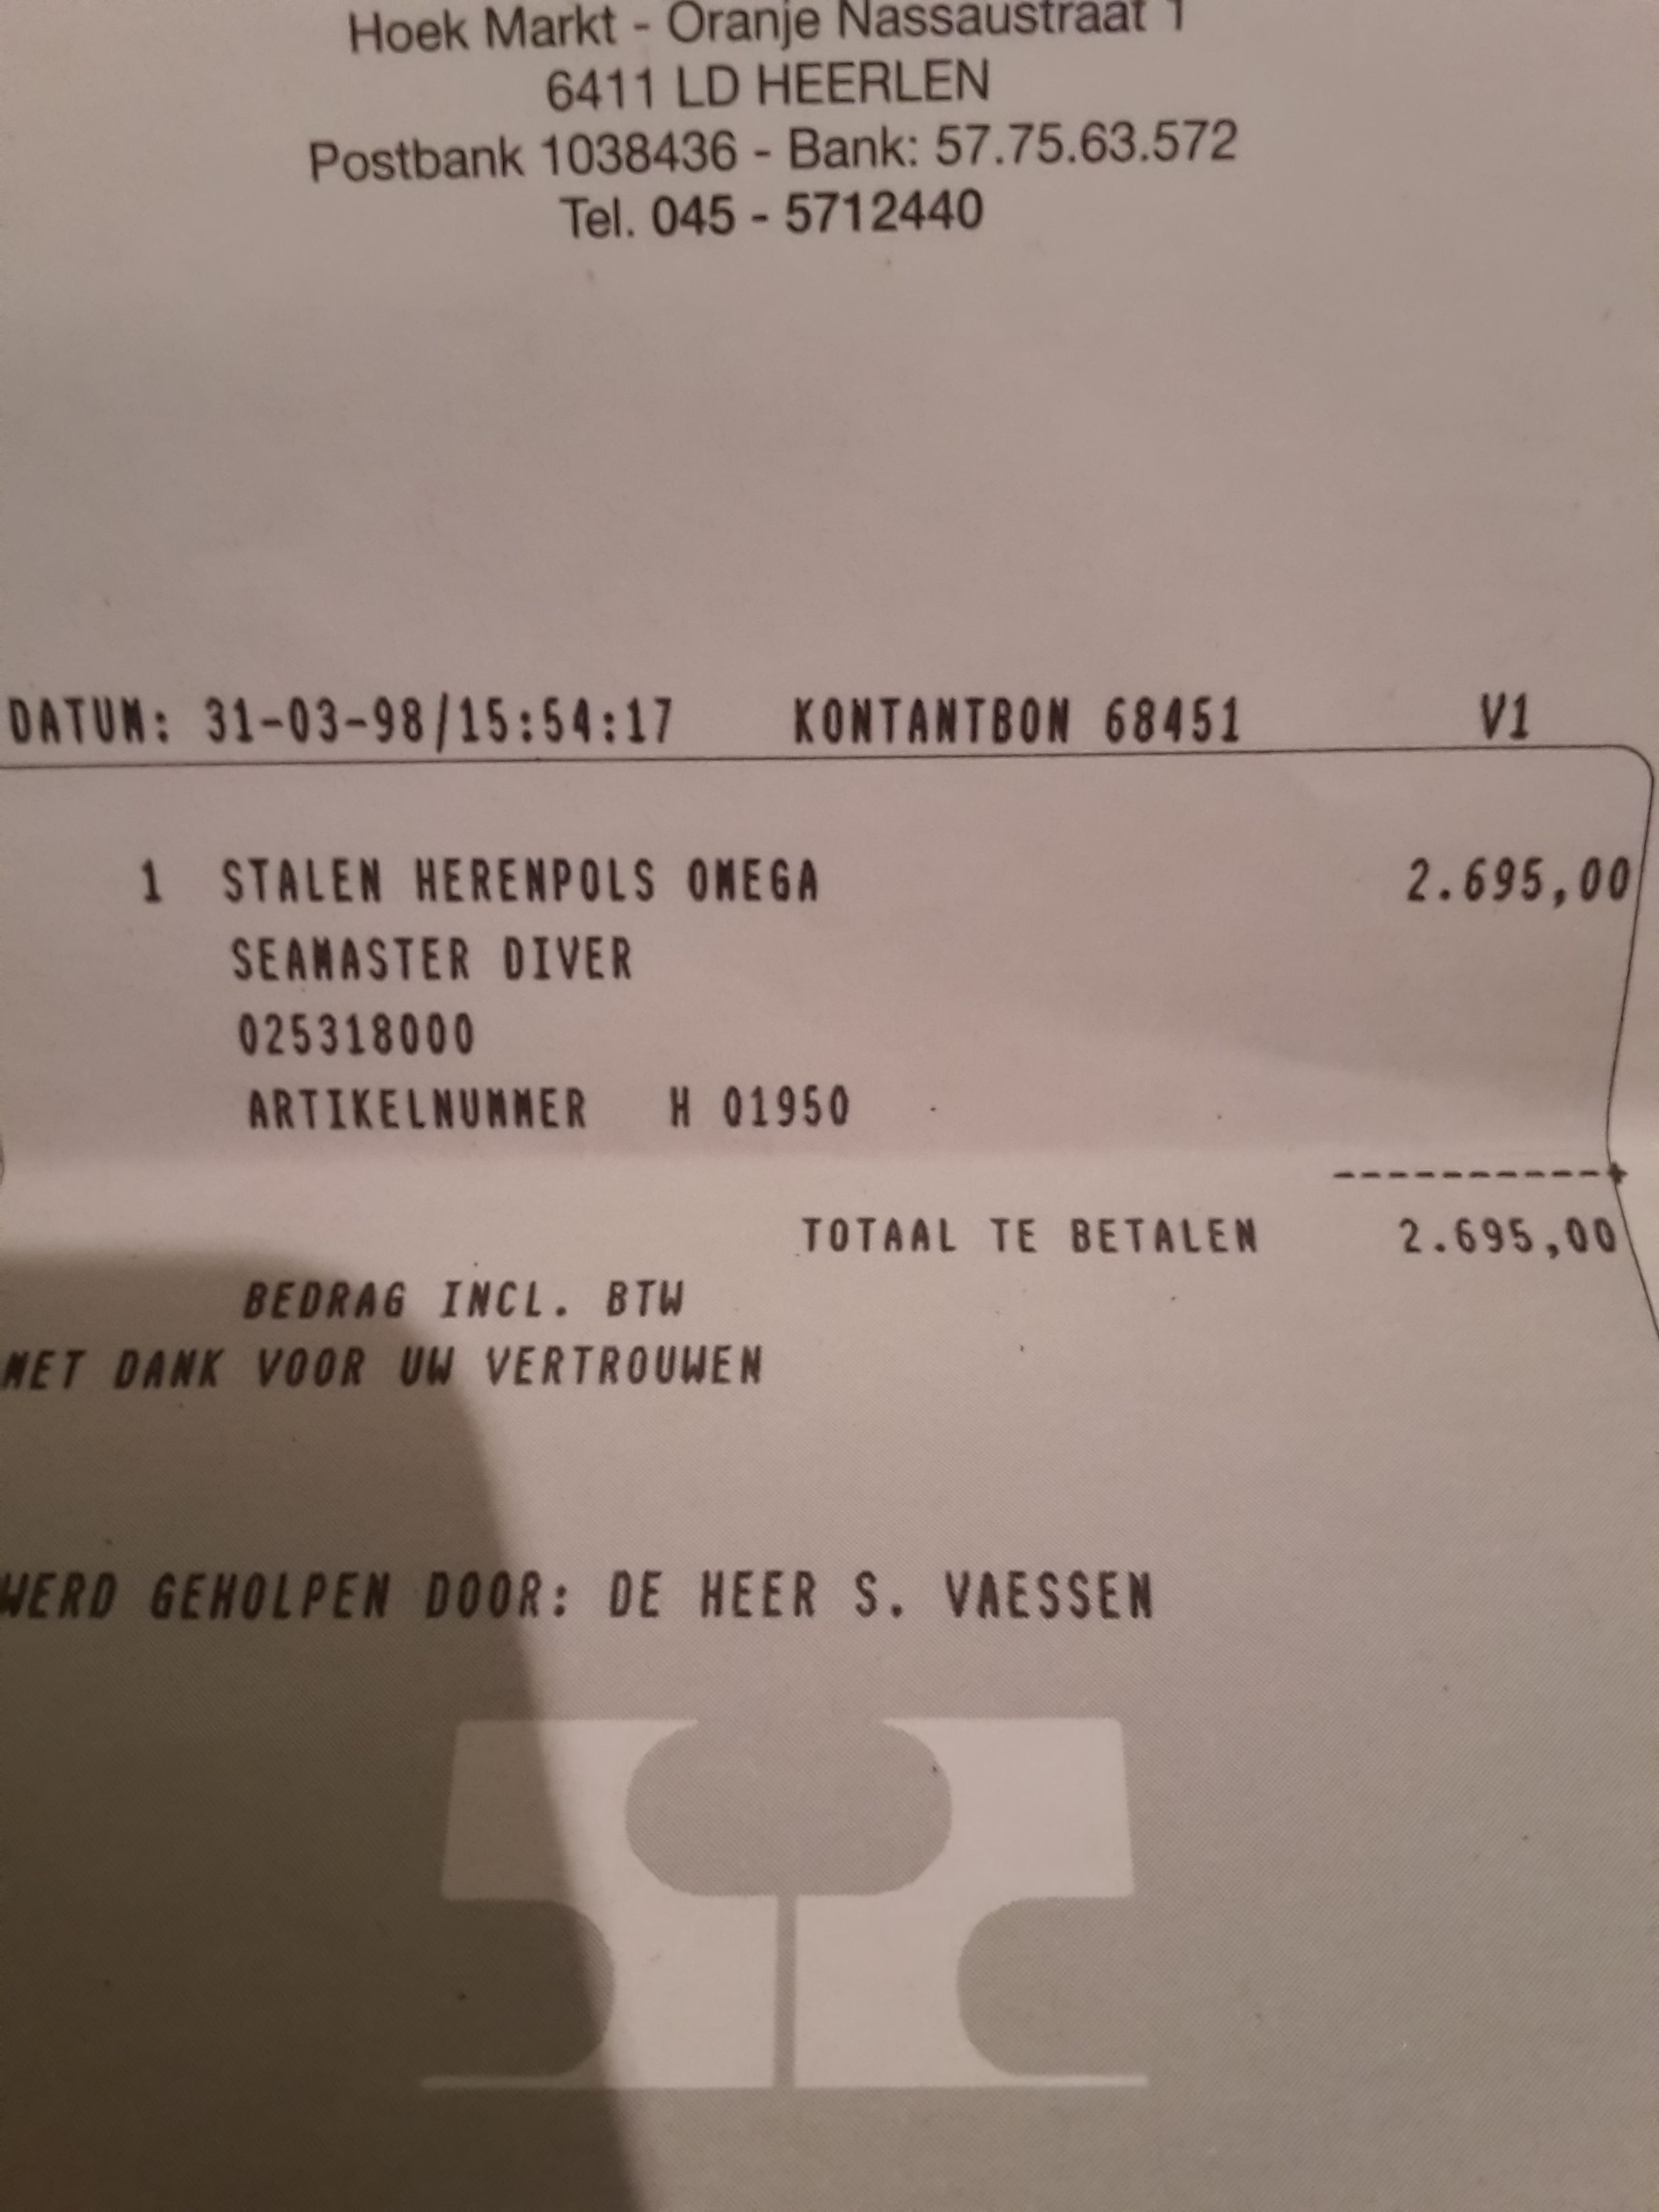 Hoek Markt - Oranje Nassaustraat 1
6411 LD HEERLEN
Postbank 1038436 - Bank: 57.75.63.572
Tel. 045 - 5712440
DATUM: 31-03-98/15:54:17 KONTANTBON 68451 V1
1 STALEN HERENPOLS OMEGA 2.695,00
SEAMASTER DIVER
025318000
ARTIKELNUMMER H 01950
----------+
TOTAAL TE BETALEN 2.695,00
BEDRAG INCL. BTW
MET DANK VOOR UW VERTROUWEN
WERD GEHOLPEN DOOR: DE HEER S. VAESSEN